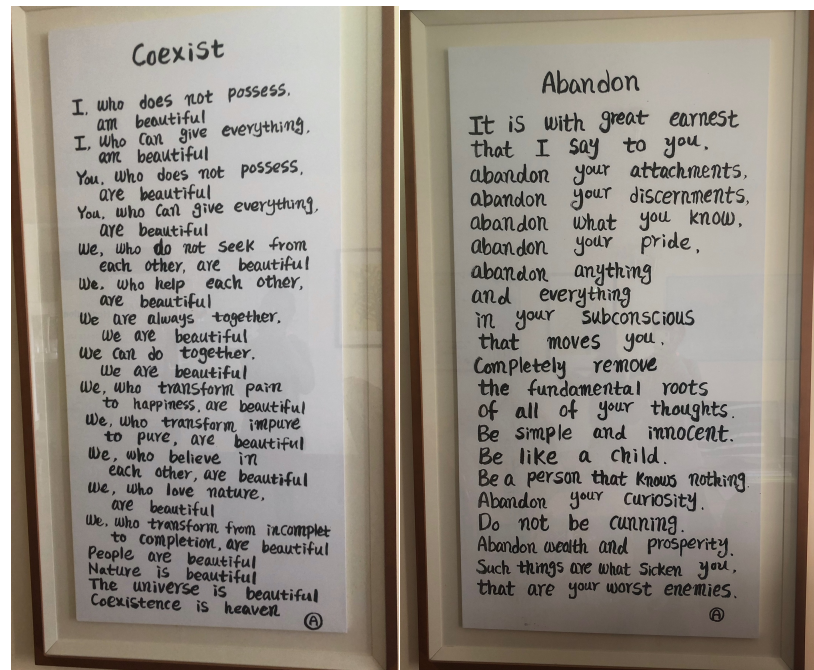 Coexist
I, who does not possess,
am beautiful
I, who can give everything,
am beautiful
You, who does not possess,
are beautiful
You, who can give everything,
are beautiful
We, who do not seek from
each other, are beautiful
We, who help each other,
are beautiful
We are always together.
We are beautiful
We can do together.
We are beautiful
We, who transform pain
to happiness, are beautiful
We, who transform impure
to pure, are beautiful
We, who believe in
each other, are beautiful
We, who love nature,
are beautiful
We, who transform from incomplet
to completion, are beautiful
People are beautiful
Nature is beautiful
The universe is beautiful
Coexistence is heaven
A
Abandon
It is with great earnest
that I say to you,
abandon your attachments,
abandon your discernments,
abandon what you know,
abandon your pride,
abandon anything
and everything
in your subconscious
that moves you.
Completely remove
the fundamental roots
of all of your thoughts.
Be simple and innocent.
Be like a child.
Be a person that knows nothing.
Abandon your curiosity.
Do not be cunning.
Abandon wealth and prosperity.
Such things are what sicken you,
that are your worst enemies.
A